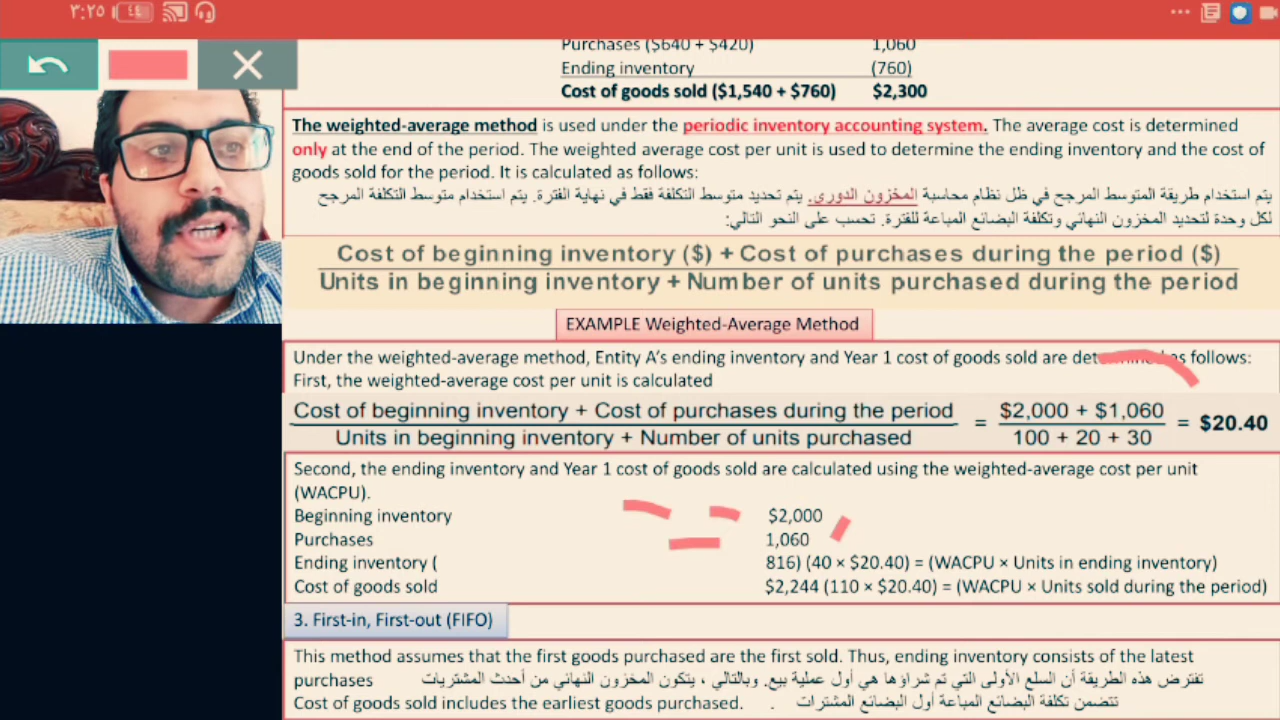 ٣:٢٥
Purchases ($640 + $420) 1,060
Ending inventory (760)
Cost of goods sold ($1,540 + $760) $2,300
The weighted-average method is used under the periodic inventory accounting system. The average cost is determined
only at the end of the period. The weighted average cost per unit is used to determine the ending inventory and the cost of
goods sold for the period. It is calculated as follows:
يتم استخدام طريقة المتوسط المرجح في ظل نظام محاسبة المخزون الدوري. يتم تحديد متوسط التكلفة فقط في نهاية الفترة. يتم استخدام متوسط التكلفة المرجح
لكل وحدة لتحديد المخزون النهائي وتكلفة البضائع المباعة للفترة. تحسب على النحو التالي:
Cost of beginning inventory ($) + Cost of purchases during the period ($)
Units in beginning inventory + Number of units purchased during the period
EXAMPLE Weighted-Average Method
Under the weighted-average method, Entity A's ending inventory and Year 1 cost of goods sold are determined as follows:
First, the weighted-average cost per unit is calculated
Cost of beginning inventory + Cost of purchases during the period = $2,000 + $1,060 = $20.40
Units in beginning inventory + Number of units purchased 100 + 20 + 30
Second, the ending inventory and Year 1 cost of goods sold are calculated using the weighted-average cost per unit
(WACPU).
Beginning inventory $2,000
Purchases 1,060
Ending inventory ( 816) (40 × $20.40) = (WACPU × Units in ending inventory)
Cost of goods sold $2,244 (110 × $20.40) = (WACPU × Units sold during the period)
3. First-in, First-out (FIFO)
This method assumes that the first goods purchased are the first sold. Thus, ending inventory consists of the latest
purchases تفترض هذه الطريقة أن السلع الأولى التي تم شراؤها هي أول عملية بيع. وبالتالي ، يتكون المخزون النهائي من أحدث المشتريات
Cost of goods sold includes the earliest goods purchased. تتضمن تكلفة البضائع المباعة أول البضائع المشترات .